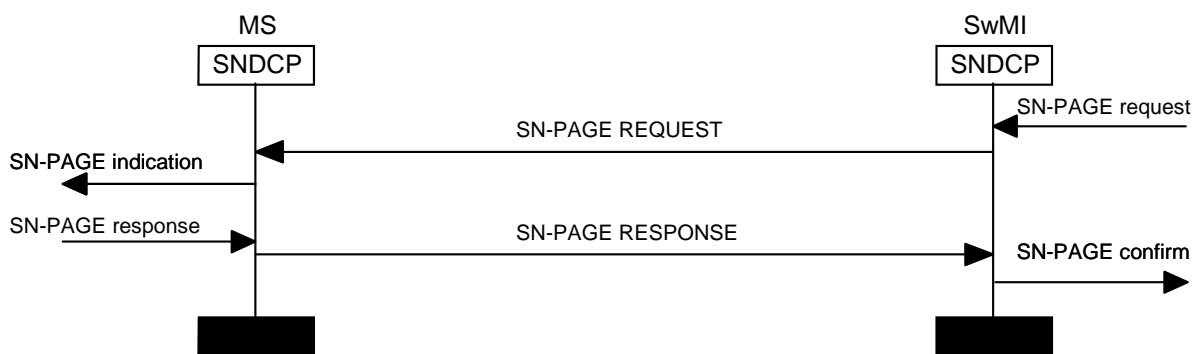 MS
SwMI
SNDCP
SNDCP
SN-PAGE request
SN-PAGE REQUEST
SN-PAGE indication
SN-PAGE response
SN-PAGE RESPONSE
SN-PAGE confirm